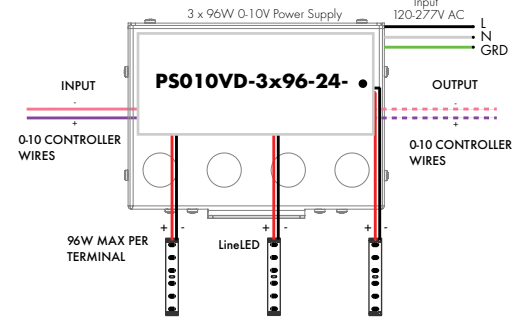 3 x 96W 0-10V Power Supply
Input
120-277V AC
L
N
GRD
PS010VD-3x96-24-
INPUT
-
+
0-10 CONTROLLER
WIRES
OUTPUT
-
+
0-10 CONTROLLER
WIRES
96W MAX PER
TERMINAL
+ -
LineLED
+ -
+ -